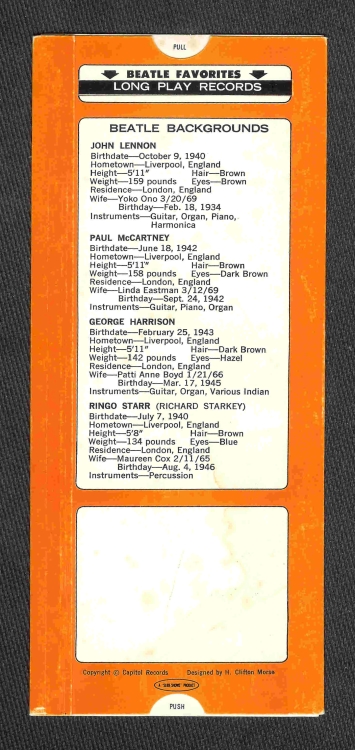 PULL
BEATLE FAVORITES
LONG PLAY RECORDS
BEATLE BACKGROUNDS
JOHN LENNON
Birthdate—October 9, 1940
Hometown—Liverpool, England
Height—5'11" Hair—Brown
Weight—159 pounds Eyes—Brown
Residence—London, England
Wife—Yoko Ono 3/20/69
Birthday—Feb. 18, 1934
Instruments—Guitar, Organ, Piano,
Harmonica
PAUL McCARTNEY
Birthdate—June 18, 1942
Hometown—Liverpool, England
Height—5'11" Hair—Brown
Weight—158 pounds Eyes—Dark Brown
Residence—London, England
Wife—Linda Eastman 3/12/69
Birthday—Sept. 24, 1942
Instruments—Guitar, Piano, Organ
GEORGE HARRISON
Birthdate—February 25, 1943
Hometown—Liverpool, England
Height—5'11" Hair—Dark Brown
Weight—142 pounds Eyes—Hazel
Residence—London, England
Wife—Patti Anne Boyd 1/21/66
Birthday—Mar. 17, 1945
Instruments—Guitar, Organ, Various Indian
RINGO STARR (RICHARD STARKEY)
Birthdate—July 7, 1940
Hometown—Liverpool, England
Height—5'8" Hair—Brown
Weight—134 pounds Eyes—Blue
Residence—London, England
Wife—Maureen Cox 2/11/65
Birthday—Aug. 4, 1946
Instruments—Percussion
Copyright © Capitol Records Designed by H. Clifton Morse
PRODUCT
PUSH